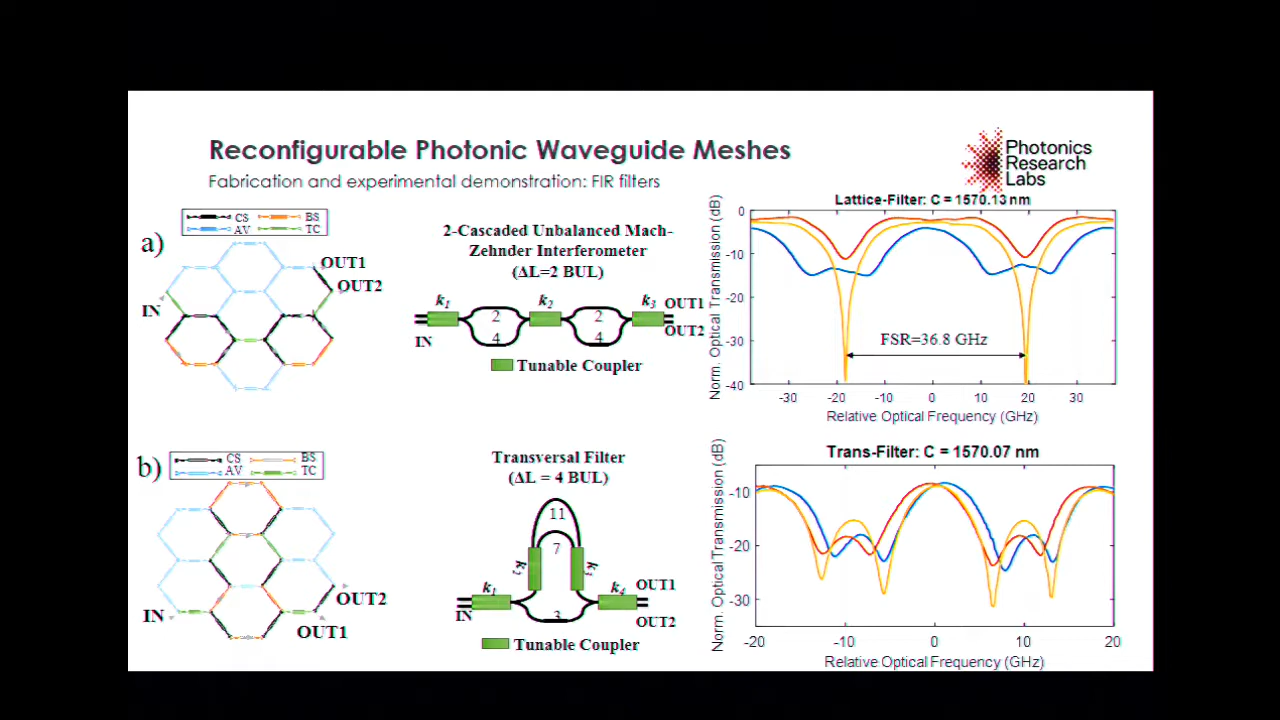 Reconfigurable Photonic Waveguide Meshes
Fabrication and experimental demonstration: FIR filters
Photonics
Research
Labs
a)
CS BS
AV TC
OUT1
OUT2
IN
2-Cascaded Unbalanced Mach-
Zehnder Interferometer
(ΔL=2 BUL)
k1 k2 k3 OUT1
2 2
4 4
IN OUT2
Tunable Coupler
Lattice-Filter: C = 1570.13 nm
Norm. Optical Transmission (dB)
0
-10
-20
-30
-40
FSR=36.8 GHz
-30 -20 -10 0 10 20 30
Relative Optical Frequency (GHz)
b)
CS BS
AV TC
IN
OUT2
OUT1
Transversal Filter
(ΔL = 4 BUL)
11
7
k2 k3
k1 k4 OUT1
IN 3 OUT2
Tunable Coupler
Trans-Filter: C = 1570.07 nm
Norm. Optical Transmission (dB)
-10
-20
-30
-20 -10 0 10 20
Relative Optical Frequency (GHz)